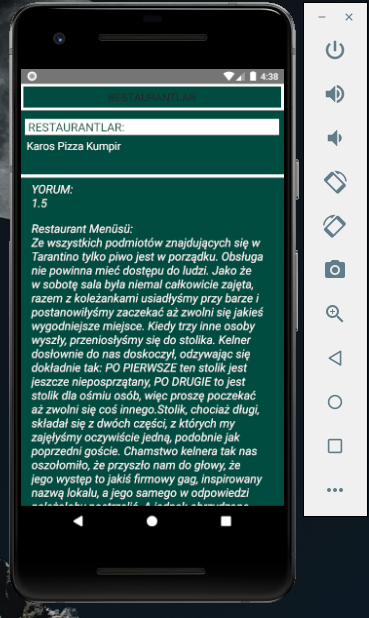 4:38
RESTAURANTLAR
RESTAURANTLAR:
Karos Pizza Kumpir
YORUM:
1.5
Restaurant Menüsü:
Ze wszystkich podmiotów znajdujących się w
Tarantino tylko piwo jest w porządku. Obsługa
nie powinna mieć dostępu do ludzi. Jako że
w sobotę sala była niemal całkowicie zajęta,
razem z koleżankami usiadłyśmy przy barze i
postanowiłyśmy zaczekać aż zwolni się jakieś
wygodniejsze miejsce. Kiedy trzy inne osoby
wyszły, przeniosłyśmy się do stolika. Kelner
dosłownie do nas doskoczył, odzywając się
dokładnie tak: PO PIERWSZE ten stolik jest
jeszcze nieposprzątany, PO DRUGIE to jest
stolik dla ośmiu osób, więc proszę poczekać
aż zwolni się coś innego.Stolik, chociaż długi,
składał się z dwóch części, z których my
zajęłyśmy oczywiście jedną, podobnie jak
poprzedni goście. Chamstwo kelnera tak nas
oszołomiło, że przyszło nam do głowy, że
jego występ to jakiś firmowy gag, inspirowany
nazwą lokalu, a jego samego w odpowiedzi